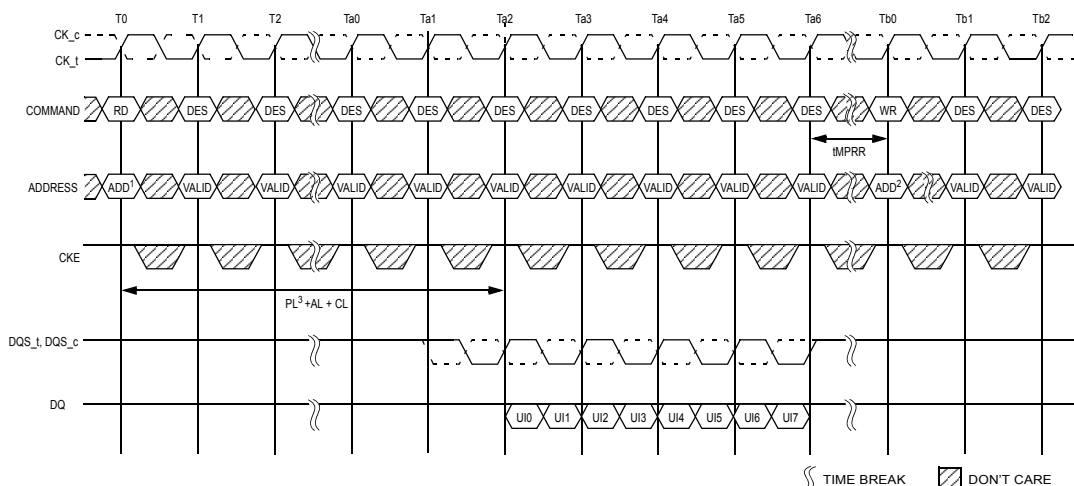 T0 T1 T2 Ta0 Ta1 Ta2 Ta3 Ta4 Ta5 Ta6 Tb0 Tb1 Tb2
CK_c
CK_t
COMMAND RD DES DES DES DES DES DES DES DES DES WR DES DES
tMPRR
ADDRESS ADD1 VALID VALID VALID VALID VALID VALID VALID VALID VALID ADD2 VALID VALID
CKE
PL3 +AL + CL
DQS_t, DQS_c
DQ UI0 UI1 UI2 UI3 UI4 UI5 UI6 UI7
TIME BREAK DON'T CARE